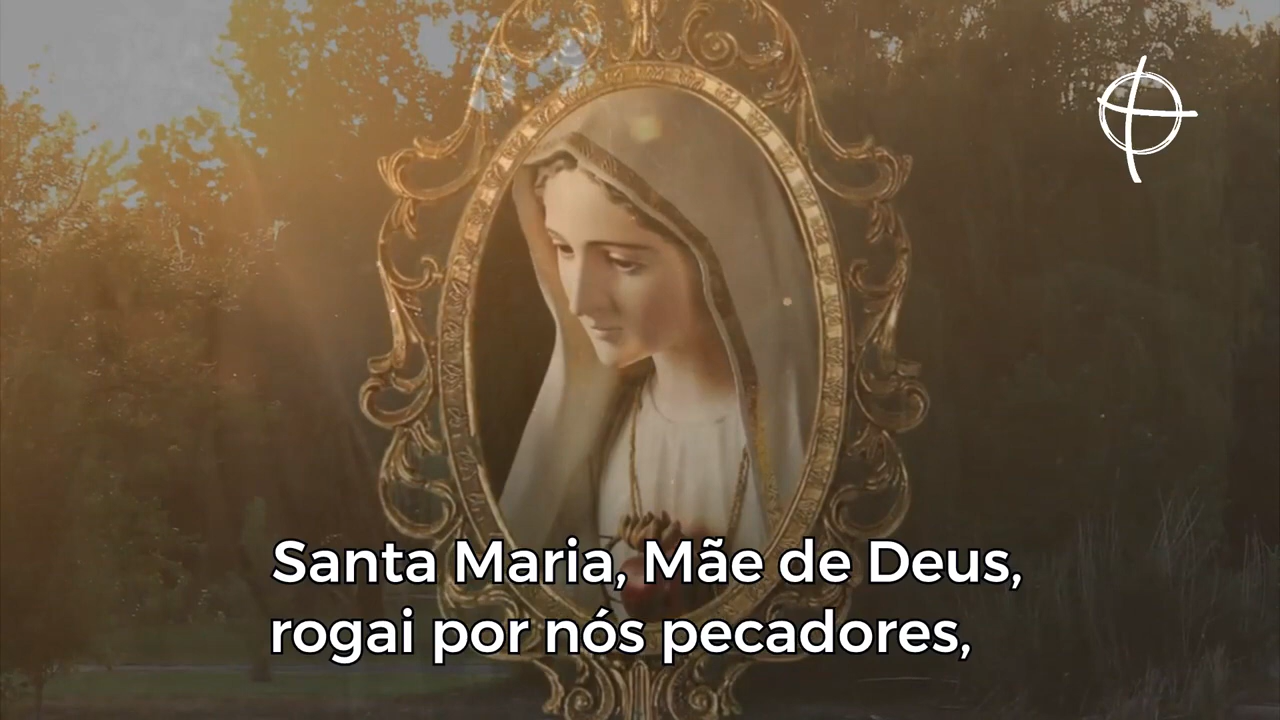 Santa Maria, Mãe de Deus,
rogai por nós pecadores,